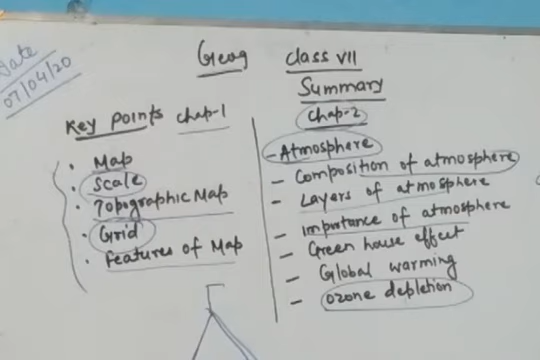 Date
07/04/20
Geog class VII
Summary
Key points chap-1
• Map
• Scale
• Topographic Map
• Grid
• Features of Map
Chap-2
- Atmosphere
- Composition of atmosphere
- Layers of atmosphere
- Importance of atmosphere
- Green house effect
- Global warming
- Ozone depletion